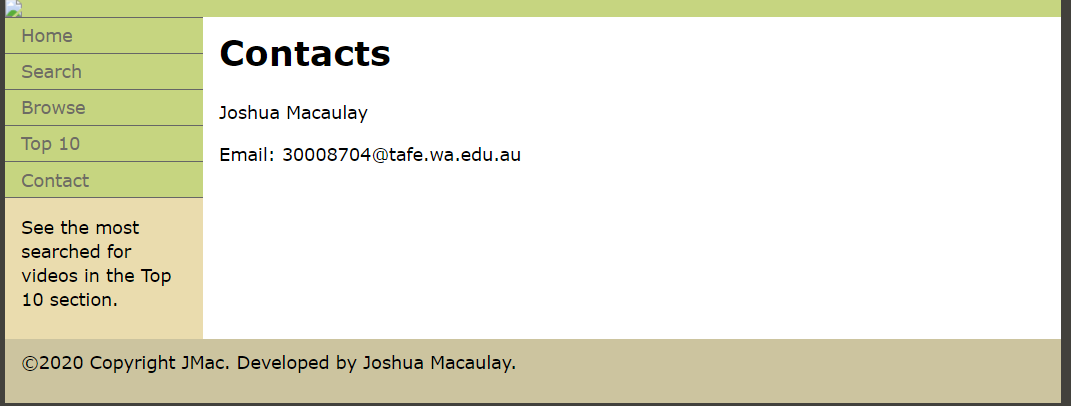 Home
Search
Browse
Top 10
Contact
See the most
searched for
videos in the Top
10 section.
Contacts
Joshua Macaulay
Email: 30008704@tafe.wa.edu.au
©2020 Copyright JMac. Developed by Joshua Macaulay.